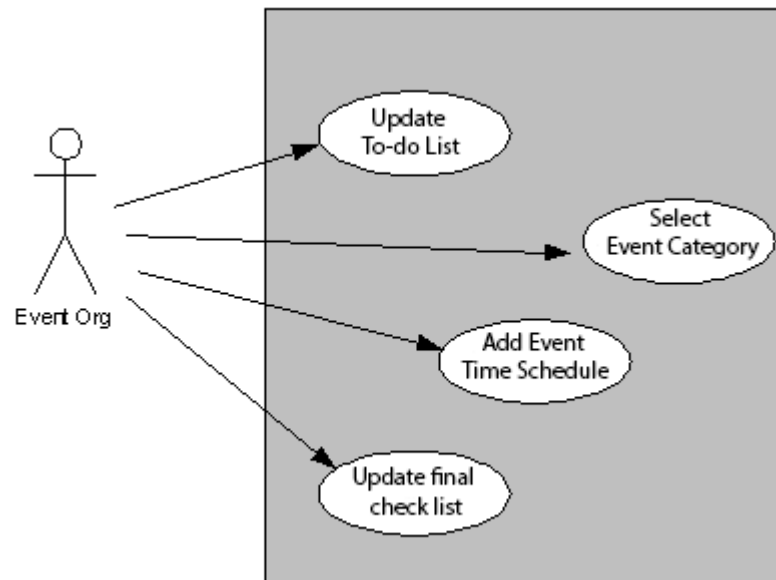 Update
To-do List
Select
Event Category
Event Org
Add Event
Time Schedule
Update final
check list